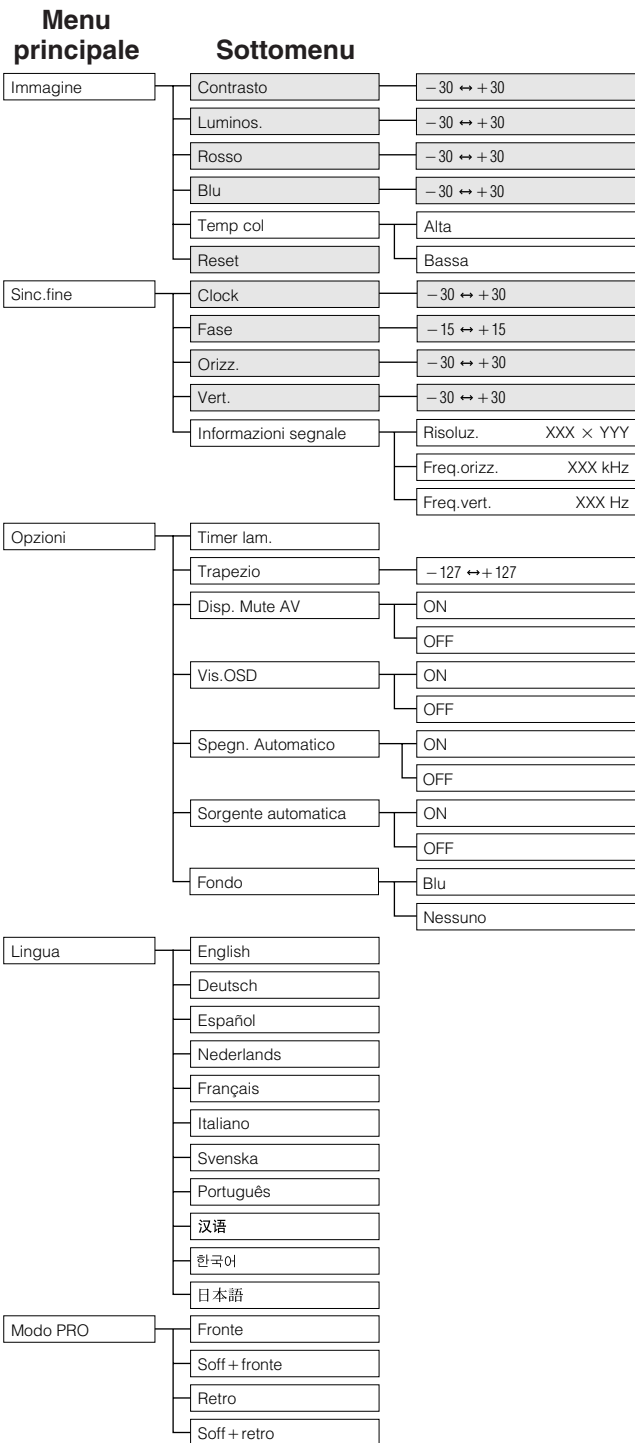 Menu
principale Sottomenu
Immagine Contrasto −30 ↔ +30
Luminos. −30 ↔ +30
Rosso −30 ↔ +30
Blu −30 ↔ +30
Temp col Alta
Reset Bassa
Sinc.fine Clock −30 ↔ +30
Fase −15 ↔ +15
Orizz. −30 ↔ +30
Vert. −30 ↔ +30
Informazioni segnale Risoluz. XXX × YYY
Freq.orizz. XXX kHz
Freq.vert. XXX Hz
Opzioni Timer lam.
Trapezio −127 ↔+127
Disp. Mute AV ON
OFF
Vis.OSD ON
OFF
Spegn. Automatico ON
OFF
Sorgente automatica ON
OFF
Fondo Blu
Nessuno
Lingua English
Deutsch
Español
Nederlands
Français
Italiano
Svenska
Português
汉语
한국어
日本語
Modo PRO Fronte
Soff+fronte
Retro
Soff+retro